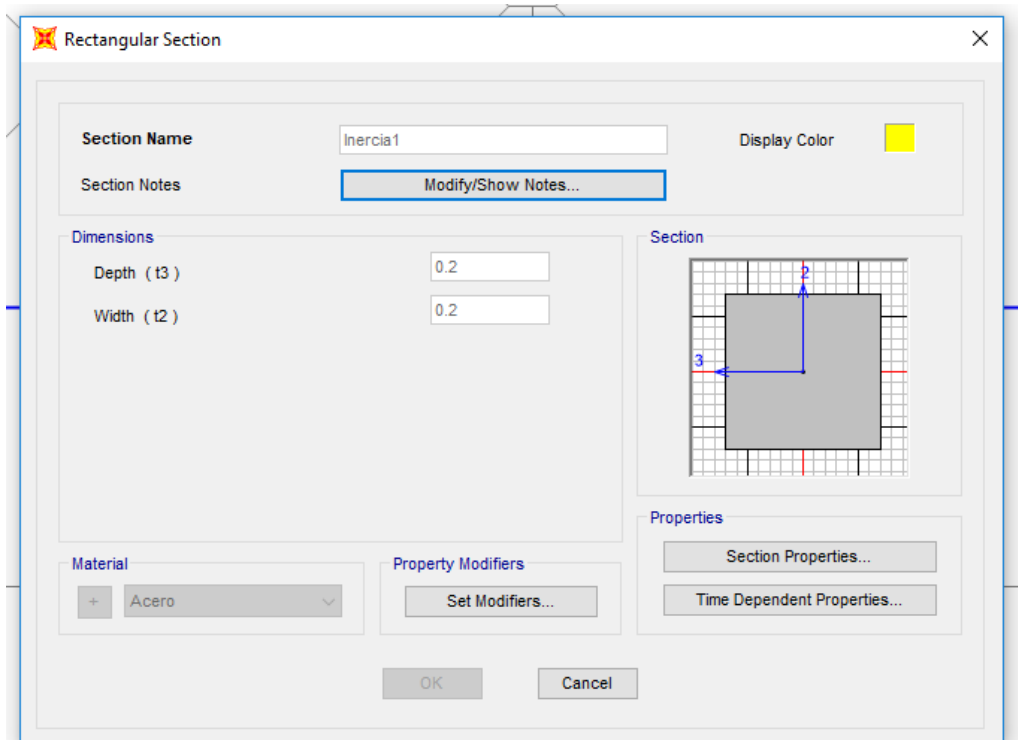 Rectangular Section
Section Name Inercia1 Display Color
Section Notes Modify/Show Notes...
Dimensions
Depth ( t3 ) 0.2
Width ( t2 ) 0.2
Section
2
3
Properties
Section Properties...
Time Dependent Properties...
Material
+ Acero
Property Modifiers
Set Modifiers...
OK Cancel